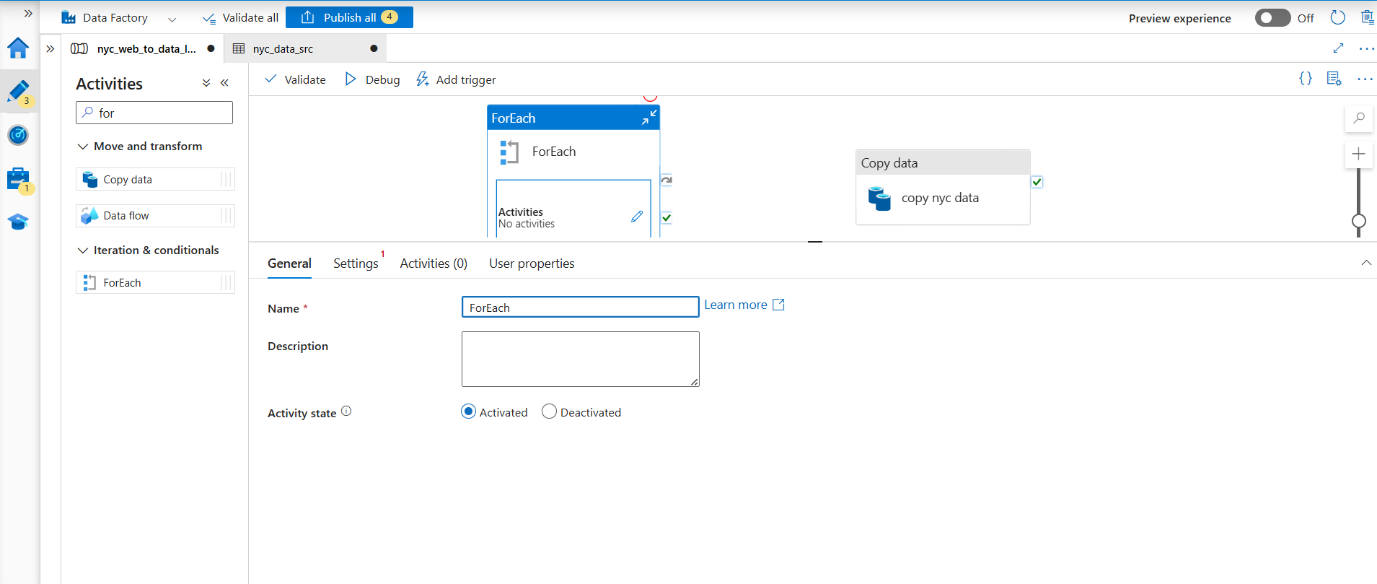 Data Factory
Validate all
Publish all 4
Preview experience
Off
nyc_web_to_data_l...
nyc_data_src
3
1
Activities
for
Move and transform
Copy data
Data flow
Iteration & conditionals
ForEach
Validate
Debug
Add trigger
{}
ForEach
ForEach
Activities
No activities
Copy data
copy nyc data
General
Settings 1
Activities (0)
User properties
Name *
ForEach
Learn more
Description
Activity state
Activated
Deactivated